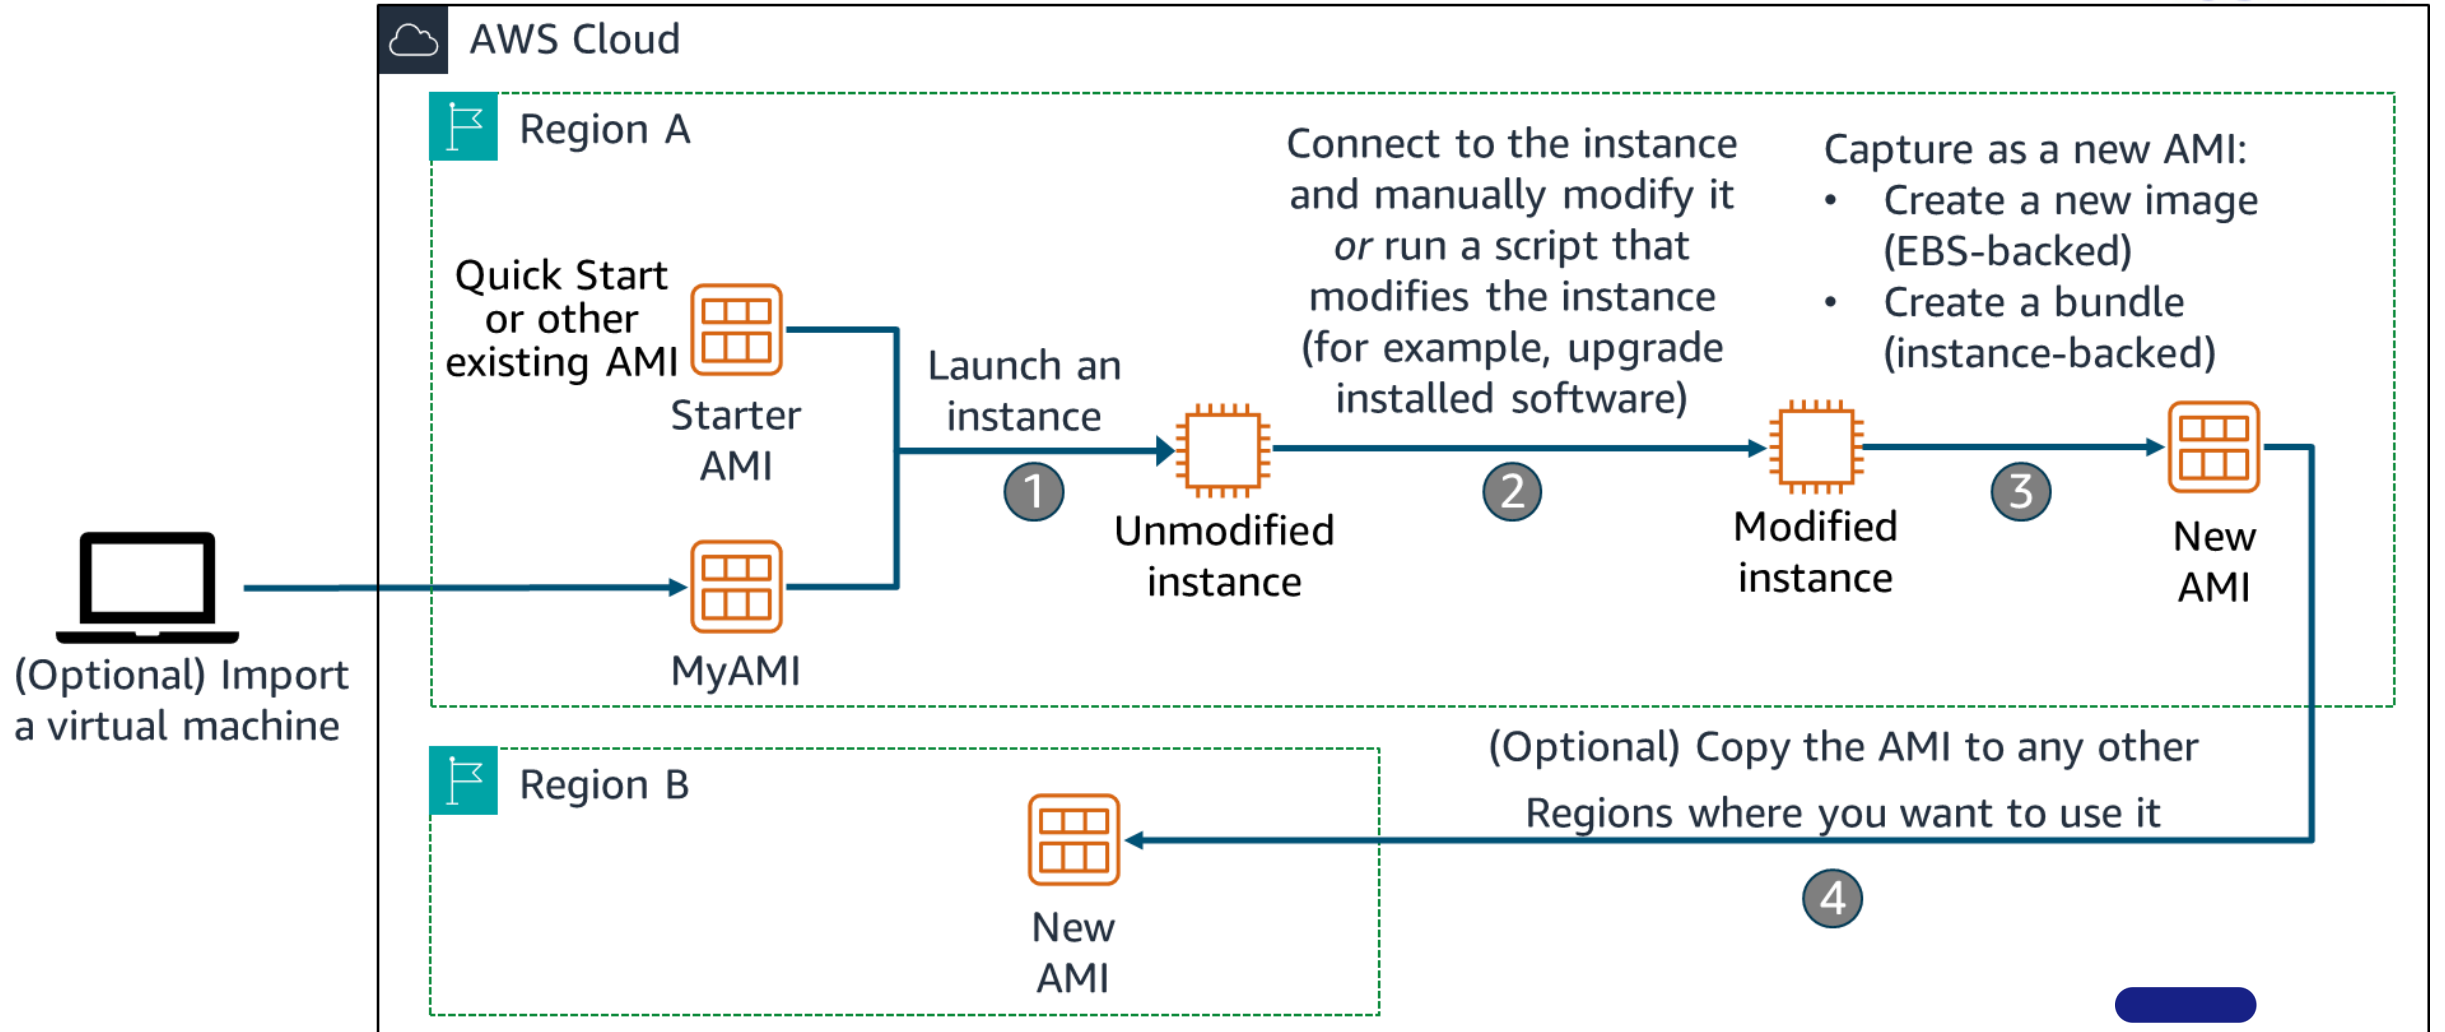 AWS Cloud
Region A
Quick Start
or other
existing AMI
Starter
AMI
(Optional) Import
a virtual machine
MyAMI
Launch an
instance
1
Unmodified
instance
Connect to the instance
and manually modify it
or run a script that
modifies the instance
(for example, upgrade
installed software)
2
Modified
instance
Capture as a new AMI:
• Create a new image
(EBS-backed)
• Create a bundle
(instance-backed)
3
New
AMI
(Optional) Copy the AMI to any other
Regions where you want to use it
4
Region B
New
AMI